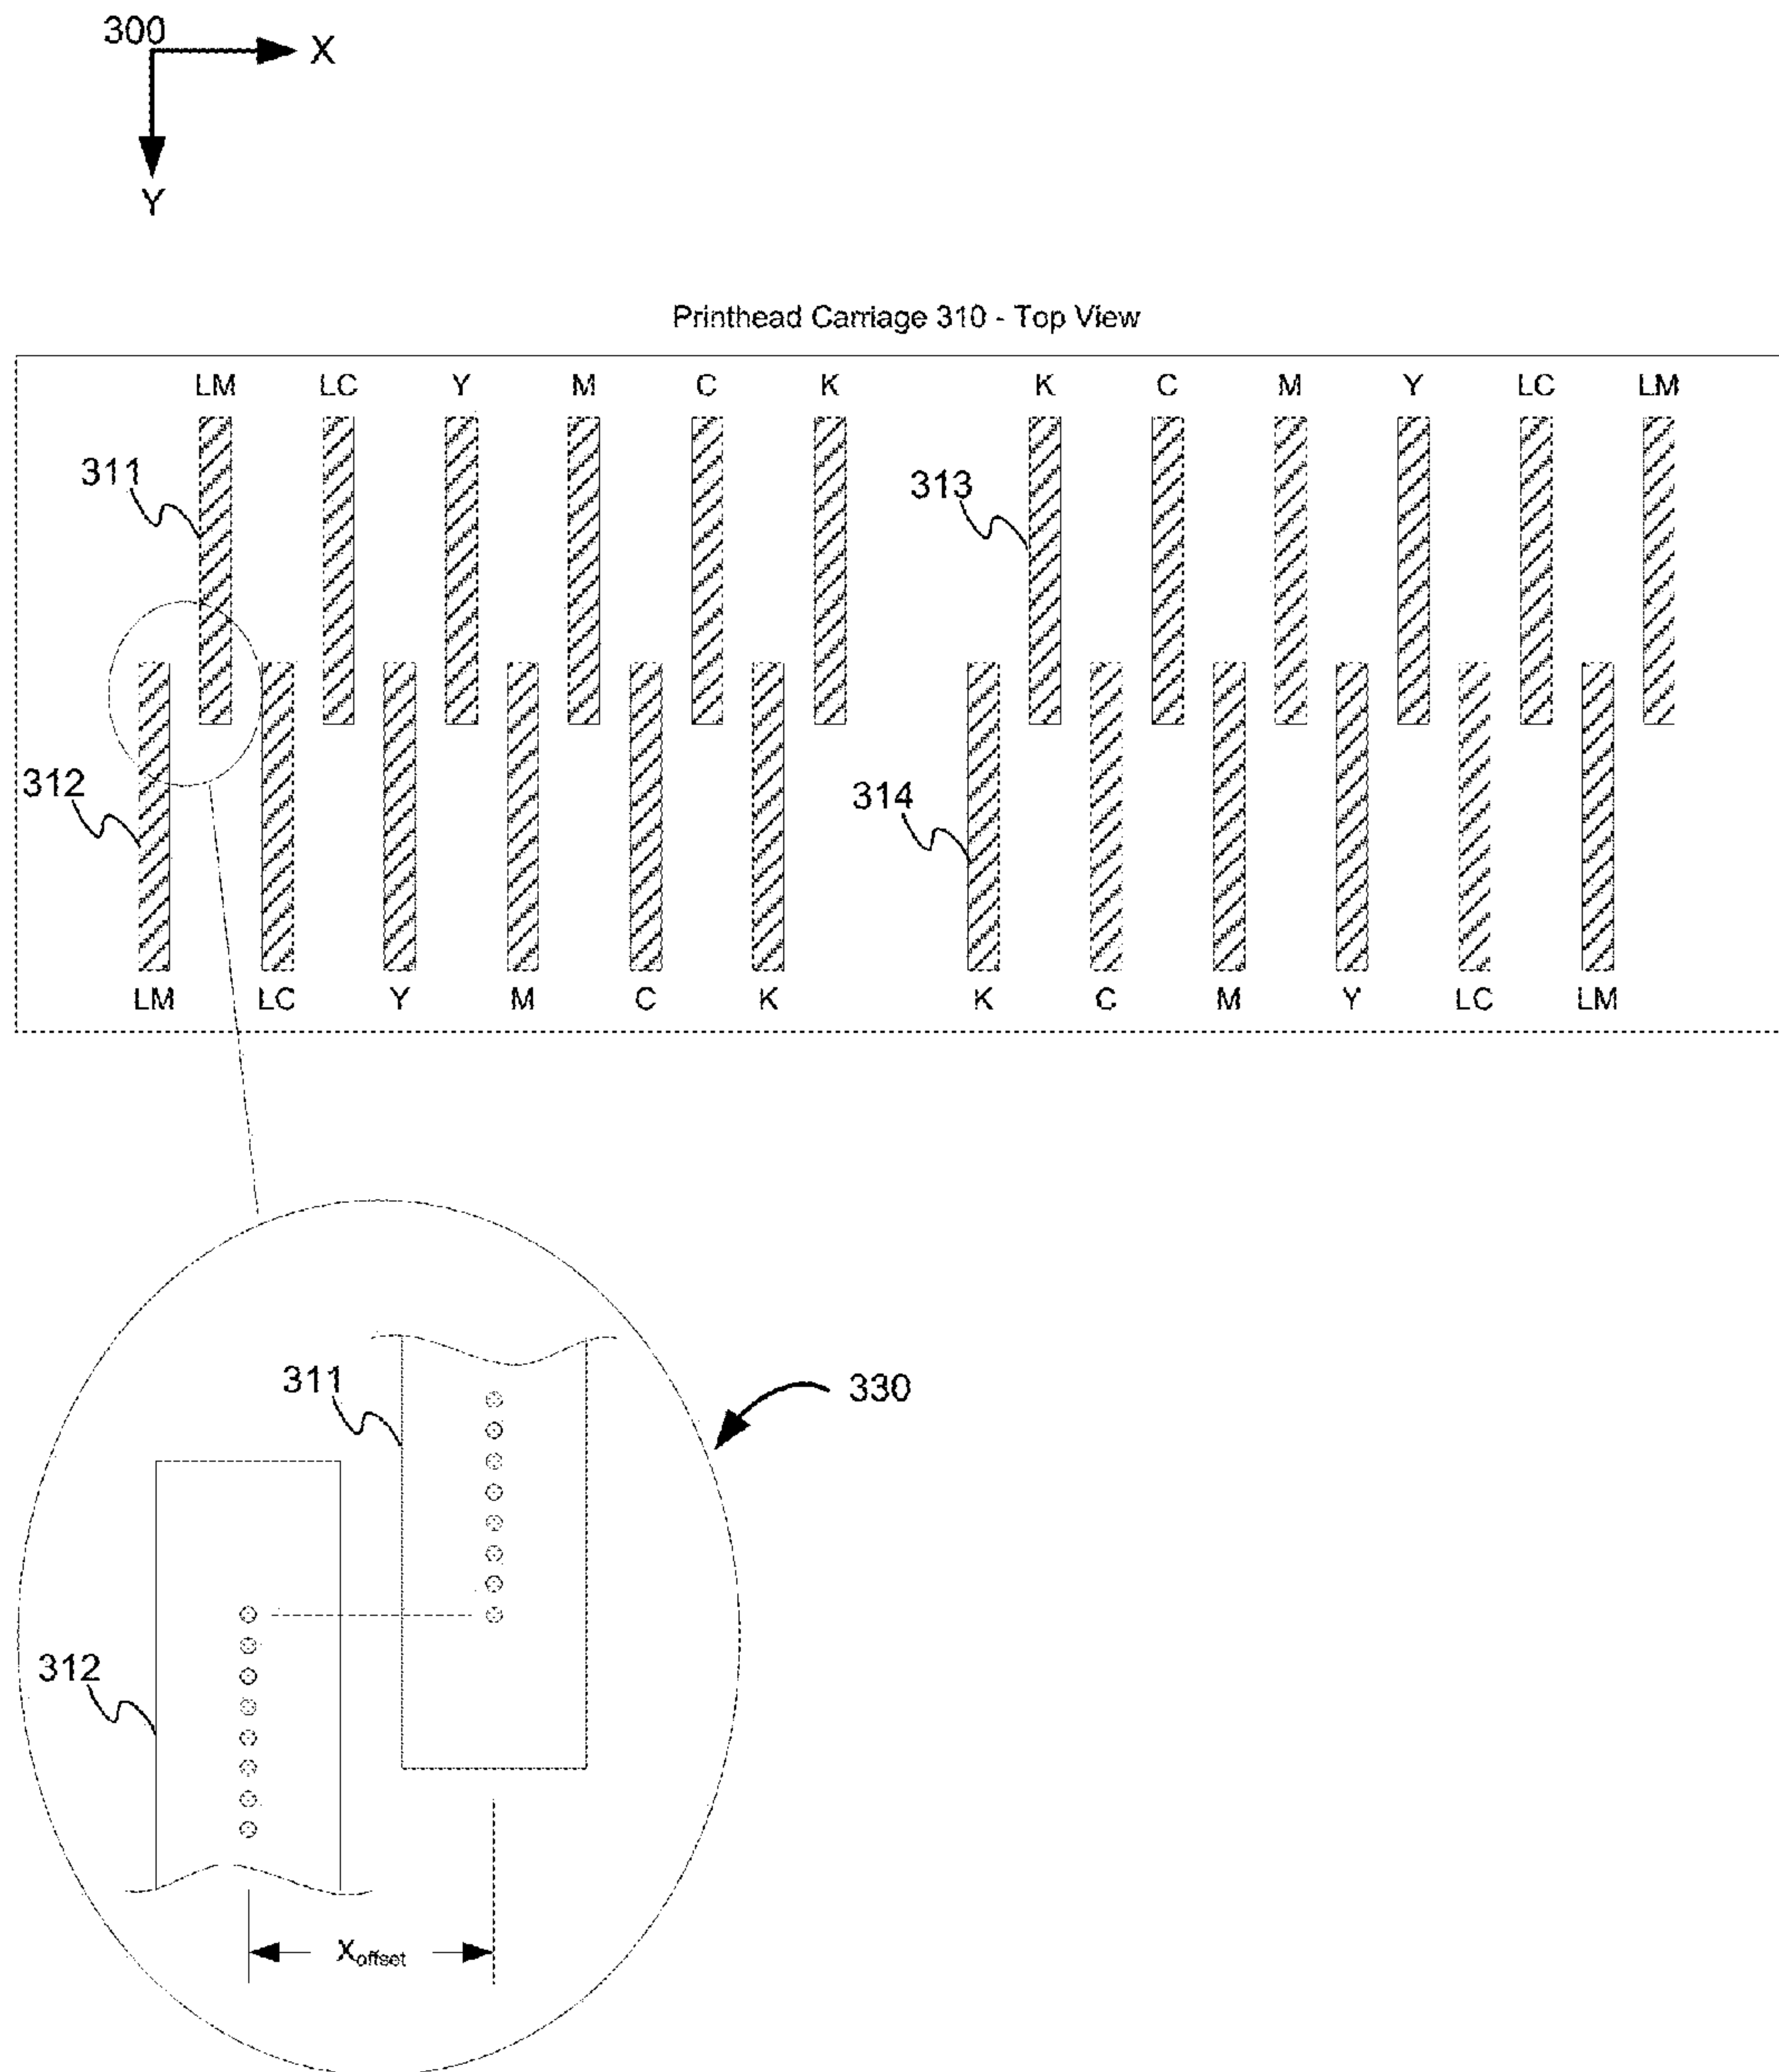 300
X
Y
Printhead Carriage 310 - Top View
LM LC Y M C K K C M Y LC LM
311
313
312
314
LM LC Y M C K K C M Y LC LM
311
330
312
Xoffset